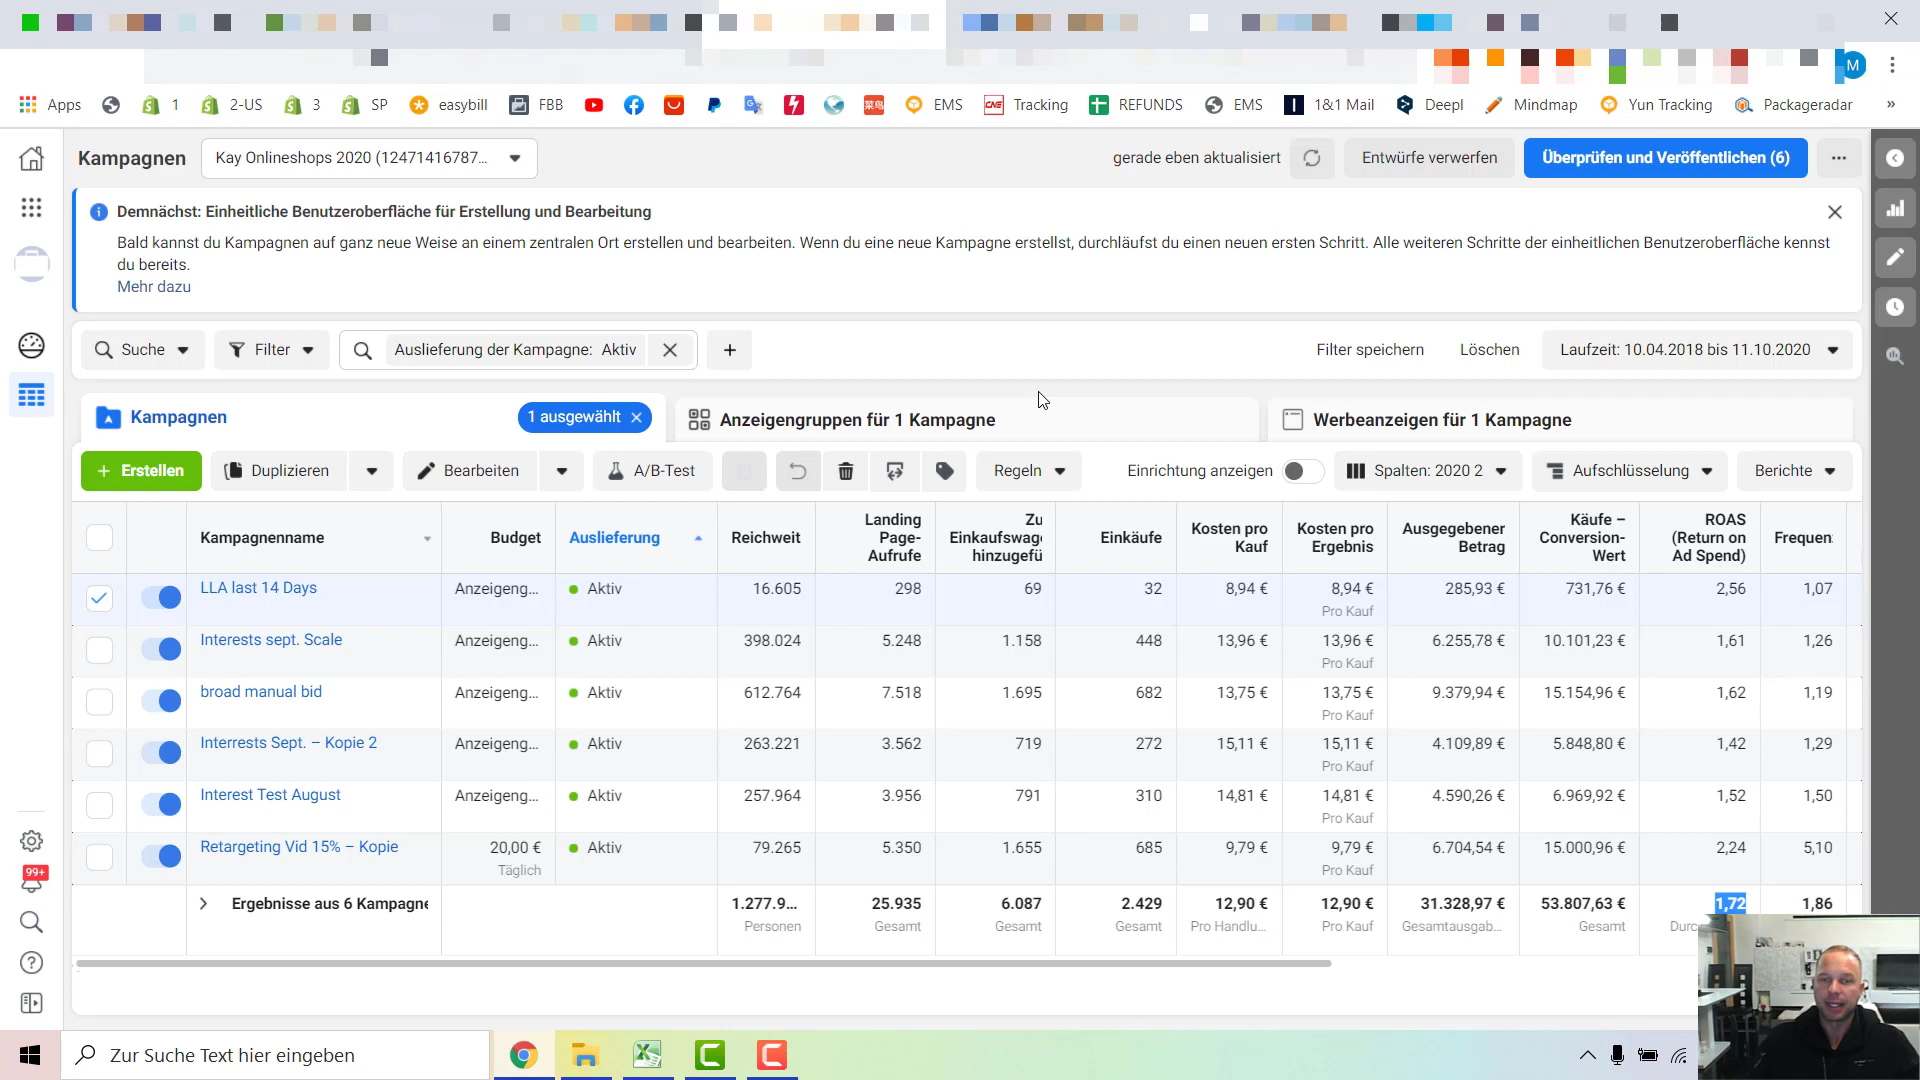 M
Apps
1
2-US
3
SP
easybill
FBB
EMS
CNE Tracking
REFUNDS
EMS
1&1 Mail
Deepl
Mindmap
Yun Tracking
Packageradar
»
Kampagnen
Kay Onlineshops 2020 (12471416787...
gerade eben aktualisiert
Entwürfe verwerfen
Überprüfen und Veröffentlichen (6)
Demnächst: Einheitliche Benutzeroberfläche für Erstellung und Bearbeitung
Bald kannst du Kampagnen auf ganz neue Weise an einem zentralen Ort erstellen und bearbeiten. Wenn du eine neue Kampagne erstellst, durchläufst du einen neuen ersten Schritt. Alle weiteren Schritte der einheitlichen Benutzeroberfläche kennst
du bereits.
Mehr dazu
Suche
Filter
Auslieferung der Kampagne: Aktiv
Filter speichern
Löschen
Laufzeit: 10.04.2018 bis 11.10.2020
Kampagnen
1 ausgewählt
Anzeigengruppen für 1 Kampagne
Werbeanzeigen für 1 Kampagne
+ Erstellen
Duplizieren
Bearbeiten
A/B-Test
Regeln
Einrichtung anzeigen
Spalten: 2020 2
Aufschlüsselung
Berichte
Kampagnenname
Budget
Auslieferung
Reichweit
Landing Page-Aufrufe
Zu Einkaufswage hinzugefü
Einkäufe
Kosten pro Kauf
Kosten pro Ergebnis
Ausgegebener Betrag
Käufe – Conversion-Wert
ROAS (Return on Ad Spend)
Frequen
LLA last 14 Days Anzeigeng... Aktiv 16.605 298 69 32 8,94 € 8,94 € 285,93 € 731,76 € 2,56 1,07
Pro Kauf
Interests sept. Scale Anzeigeng... Aktiv 398.024 5.248 1.158 448 13,96 € 13,96 € 6.255,78 € 10.101,23 € 1,61 1,26
Pro Kauf
broad manual bid Anzeigeng... Aktiv 612.764 7.518 1.695 682 13,75 € 13,75 € 9.379,94 € 15.154,96 € 1,62 1,19
Pro Kauf
Interrests Sept. – Kopie 2 Anzeigeng... Aktiv 263.221 3.562 719 272 15,11 € 15,11 € 4.109,89 € 5.848,80 € 1,42 1,29
Pro Kauf
Interest Test August Anzeigeng... Aktiv 257.964 3.956 791 310 14,81 € 14,81 € 4.590,26 € 6.969,92 € 1,52 1,50
Pro Kauf
Retargeting Vid 15% – Kopie 20,00 € Aktiv 79.265 5.350 1.655 685 9,79 € 9,79 € 6.704,54 € 15.000,96 € 2,24 5,10
Täglich Pro Kauf
Ergebnisse aus 6 Kampagne 1.277.9... 25.935 6.087 2.429 12,90 € 12,90 € 31.328,97 € 53.807,63 € 1,72 1,86
Personen Gesamt Gesamt Gesamt Pro Handlu... Pro Kauf Gesamtausgab... Gesamt Durc
99+
Zur Suche Text hier eingeben